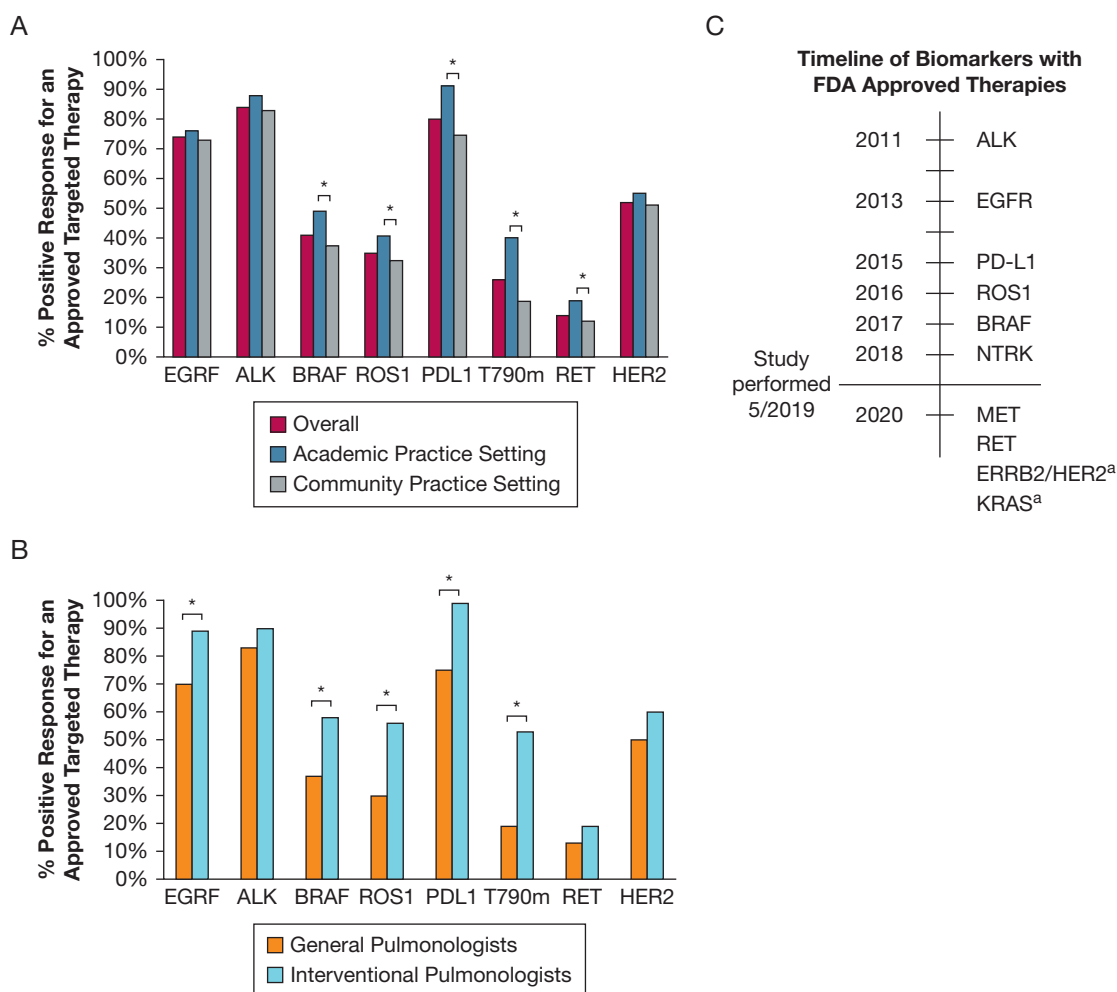 A
% Positive Response for an
Approved Targeted Therapy
100%
90%
80%
70%
60%
50%
40%
30%
20%
10%
0%
*
*
*
*
*
EGRF ALK BRAF ROS1 PDL1 T790m RET HER2
Overall
Academic Practice Setting
Community Practice Setting
B
% Positive Response for an
Approved Targeted Therapy
100%
90%
80%
70%
60%
50%
40%
30%
20%
10%
0%
*
*
*
*
*
EGRF ALK BRAF ROS1 PDL1 T790m RET HER2
General Pulmonologists
Interventional Pulmonologists
C
Timeline of Biomarkers with
FDA Approved Therapies
2011 ALK
2013 EGFR
2015 PD-L1
2016 ROS1
2017 BRAF
2018 NTRK
Study
performed
5/2019
2020 MET
RET
ERRB2/HER2ᵃ
KRASᵃ